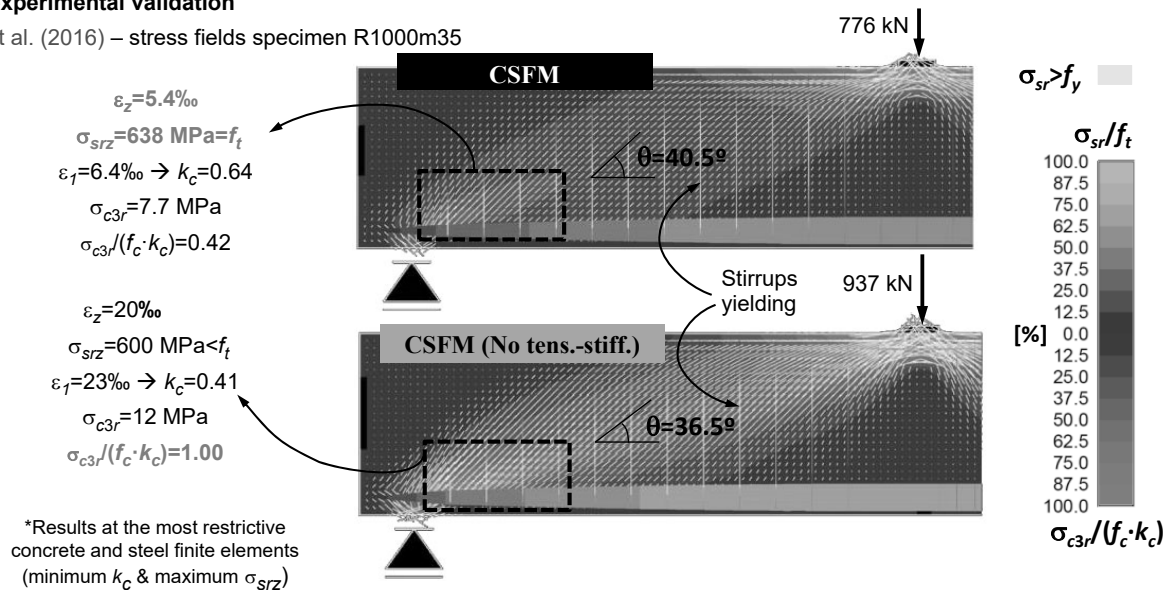 xperimental validation
t al. (2016) – stress fields specimen R1000m35
776 kN
CSFM
σsr>fy
εz=5.4‰
σsrz=638 MPa=ft
ε1=6.4‰ → kc=0.64
σc3r=7.7 MPa
σc3r/(fc·kc)=0.42
θ=40.5º
σsr/ft
100.0
87.5
75.0
62.5
50.0
37.5
25.0
12.5
[%] 0.0
12.5
25.0
37.5
50.0
62.5
75.0
87.5
100.0
σc3r/(fc·kc)
Stirrups
yielding
937 kN
CSFM (No tens.-stiff.)
εz=20‰
σsrz=600 MPa<ft
ε1=23‰ → kc=0.41
σc3r=12 MPa
σc3r/(fc·kc)=1.00
θ=36.5º
*Results at the most restrictive
concrete and steel finite elements
(minimum kc & maximum σsrz)